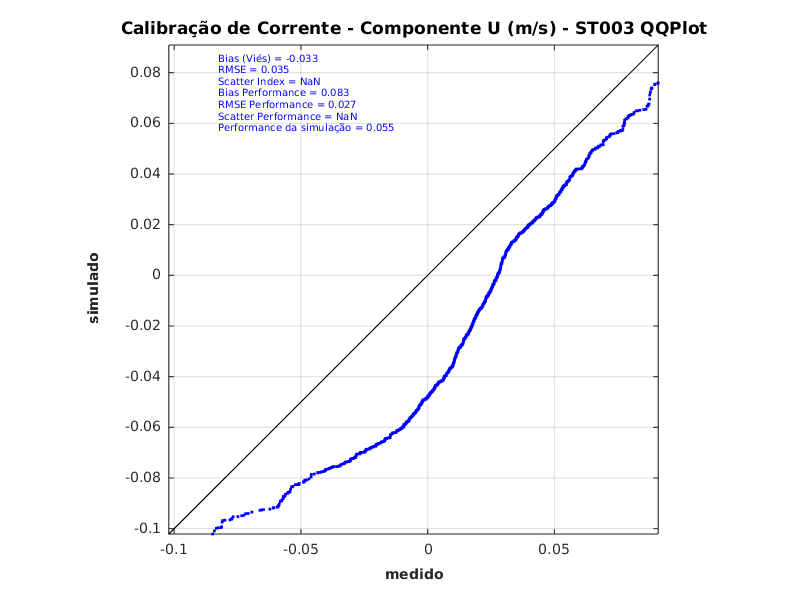 Calibração de Corrente - Componente U (m/s) - ST003 QQPlot
Bias (Viés) = -0.033
RMSE = 0.035
Scatter Index = NaN
Bias Performance = 0.083
RMSE Performance = 0.027
Scatter Performance = NaN
Performance da simulação = 0.055
0.08
0.06
0.04
0.02
0
-0.02
-0.04
-0.06
-0.08
-0.1
simulado
-0.1
-0.05
0
0.05
medido